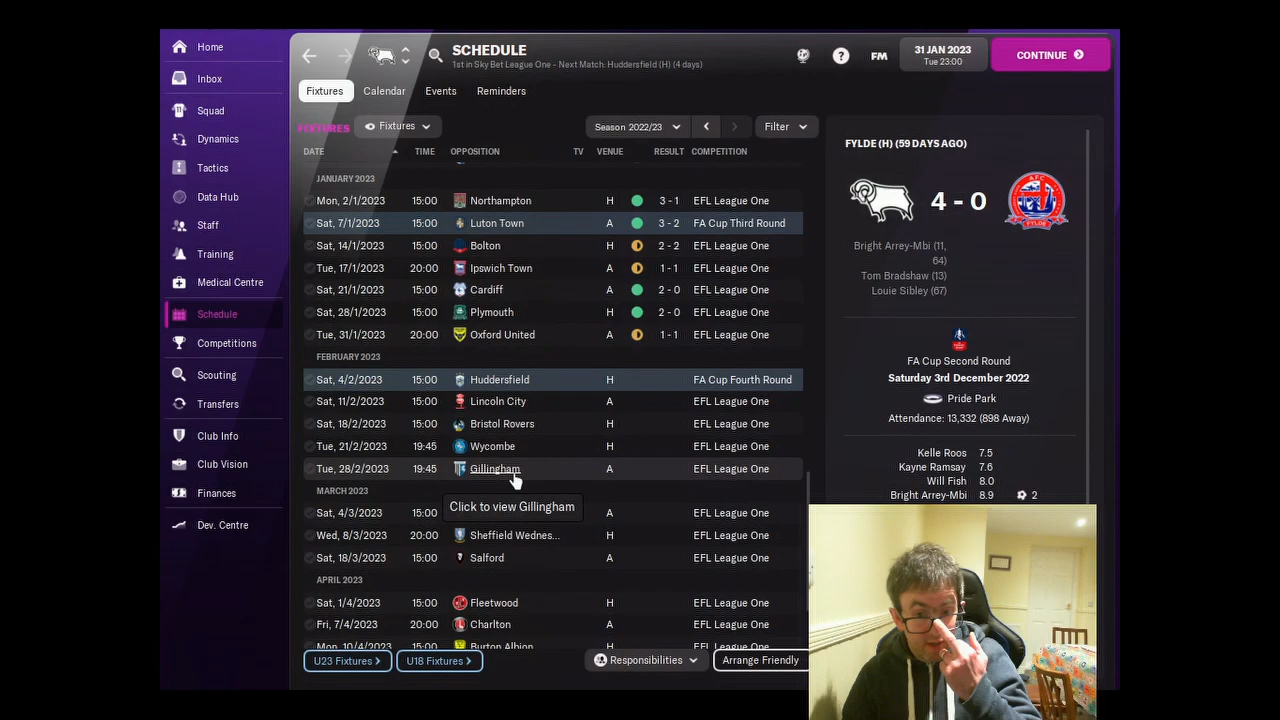 Home
Inbox
Squad
Dynamics
Tactics
Data Hub
Staff
Training
Medical Centre
Schedule
Competitions
Scouting
Transfers
Club Info
Club Vision
Finances
Dev. Centre
SCHEDULE
1st in Sky Bet League One - Next Match: Huddersfield (H) (4 days)
? FM
31 JAN 2023
Tue 23:00
CONTINUE
Fixtures Calendar Events Reminders
FIXTURES Fixtures Season 2022/23 Filter
DATE TIME OPPOSITION TV VENUE RESULT COMPETITION
JANUARY 2023
Mon, 2/1/2023 15:00 Northampton H 3 - 1 EFL League One
Sat, 7/1/2023 15:00 Luton Town A 3 - 2 FA Cup Third Round
Sat, 14/1/2023 15:00 Bolton H 2 - 2 EFL League One
Tue, 17/1/2023 20:00 Ipswich Town A 1 - 1 EFL League One
Sat, 21/1/2023 15:00 Cardiff A 2 - 0 EFL League One
Sat, 28/1/2023 15:00 Plymouth H 2 - 0 EFL League One
Tue, 31/1/2023 20:00 Oxford United A 1 - 1 EFL League One
FEBRUARY 2023
Sat, 4/2/2023 15:00 Huddersfield H FA Cup Fourth Round
Sat, 11/2/2023 15:00 Lincoln City A EFL League One
Sat, 18/2/2023 15:00 Bristol Rovers H EFL League One
Tue, 21/2/2023 19:45 Wycombe H EFL League One
Tue, 28/2/2023 19:45 Gillingham A EFL League One
Click to view Gillingham
MARCH 2023
Sat, 4/3/2023 15:00 A EFL League One
Wed, 8/3/2023 20:00 Sheffield Wednes... H EFL League One
Sat, 18/3/2023 15:00 Salford A EFL League One
APRIL 2023
Sat, 1/4/2023 15:00 Fleetwood H EFL League One
Fri, 7/4/2023 20:00 Charlton A EFL League One
Mon, 10/4/2023 15:00 Burton Albion H EFL League One
U23 Fixtures U18 Fixtures Responsibilities Arrange Friendly
FYLDE (H) (59 DAYS AGO)
4 - 0
AFC
FYLDE
Bright Arrey-Mbi (11,
64)
Tom Bradshaw (13)
Louie Sibley (67)
FA Cup Second Round
Saturday 3rd December 2022
Pride Park
Attendance: 13,332 (898 Away)
Kelle Roos 7.5
Kayne Ramsay 7.6
Will Fish 8.0
Bright Arrey-Mbi 8.9 2